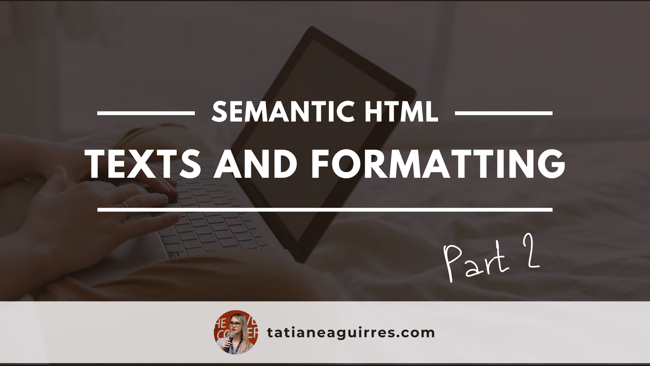 SEMANTIC HTML
TEXTS AND FORMATTING
Part 2
tatianeaguirres.com